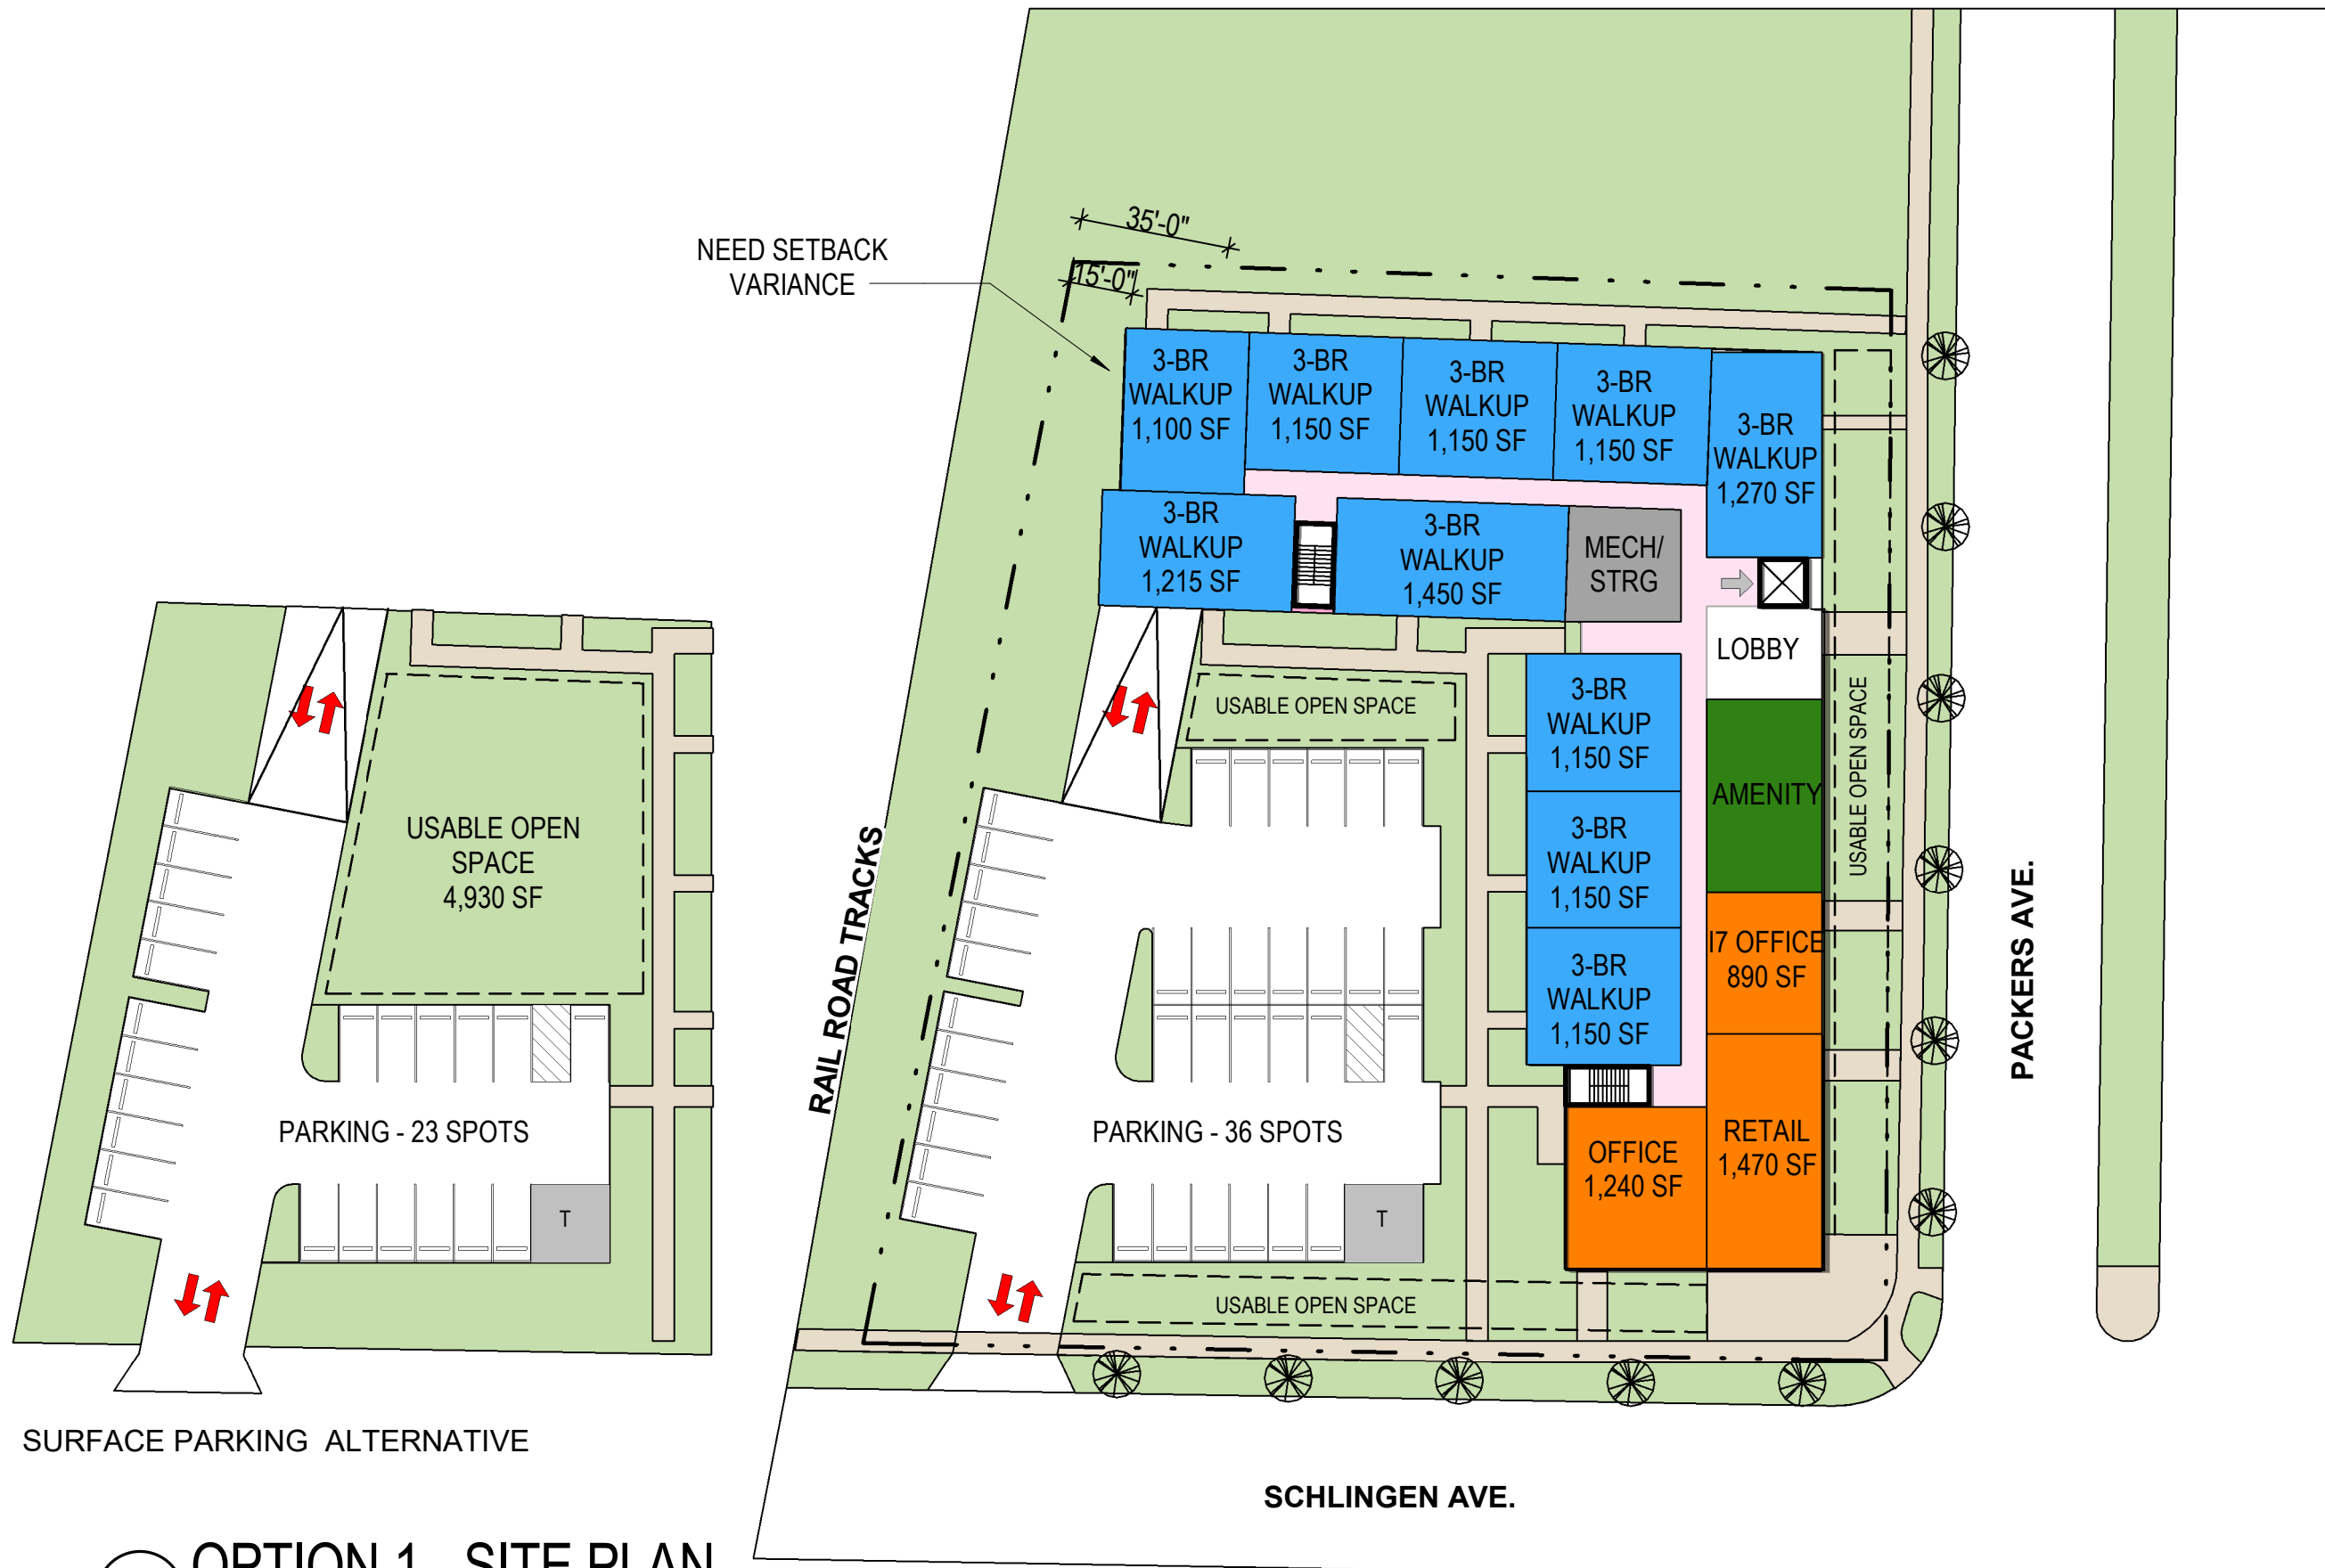 35'-0"
NEED SETBACK
VARIANCE
15'-0"
3-BR
WALKUP
1,100 SF
3-BR
WALKUP
1,150 SF
3-BR
WALKUP
1,150 SF
3-BR
WALKUP
1,150 SF
3-BR
WALKUP
1,270 SF
3-BR
WALKUP
1,215 SF
3-BR
WALKUP
1,450 SF
MECH/
STRG
LOBBY
USABLE OPEN SPACE
3-BR
WALKUP
1,150 SF
USABLE OPEN SPACE
AMENITY
USABLE OPEN
SPACE
4,930 SF
RAIL ROAD TRACKS
3-BR
WALKUP
1,150 SF
PACKERS AVE.
I7 OFFICE
890 SF
3-BR
WALKUP
1,150 SF
PARKING - 23 SPOTS
PARKING - 36 SPOTS
OFFICE
1,240 SF
RETAIL
1,470 SF
T
T
USABLE OPEN SPACE
SURFACE PARKING ALTERNATIVE
SCHLINGEN AVE.
OPTION 1 SITE PLAN